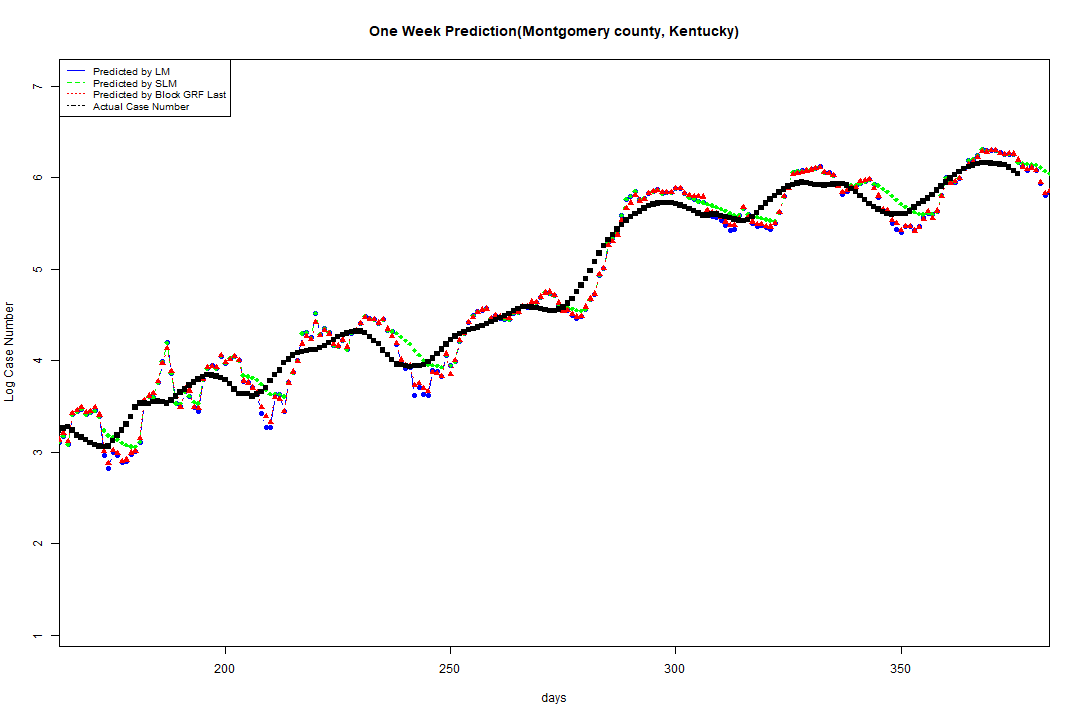 One Week Prediction(Montgomery county, Kentucky)
Predicted by LM
Predicted by SLM
Predicted by Block GRF Last
Actual Case Number
7
6
5
4
3
2
1
Log Case Number
200 250 300 350
days